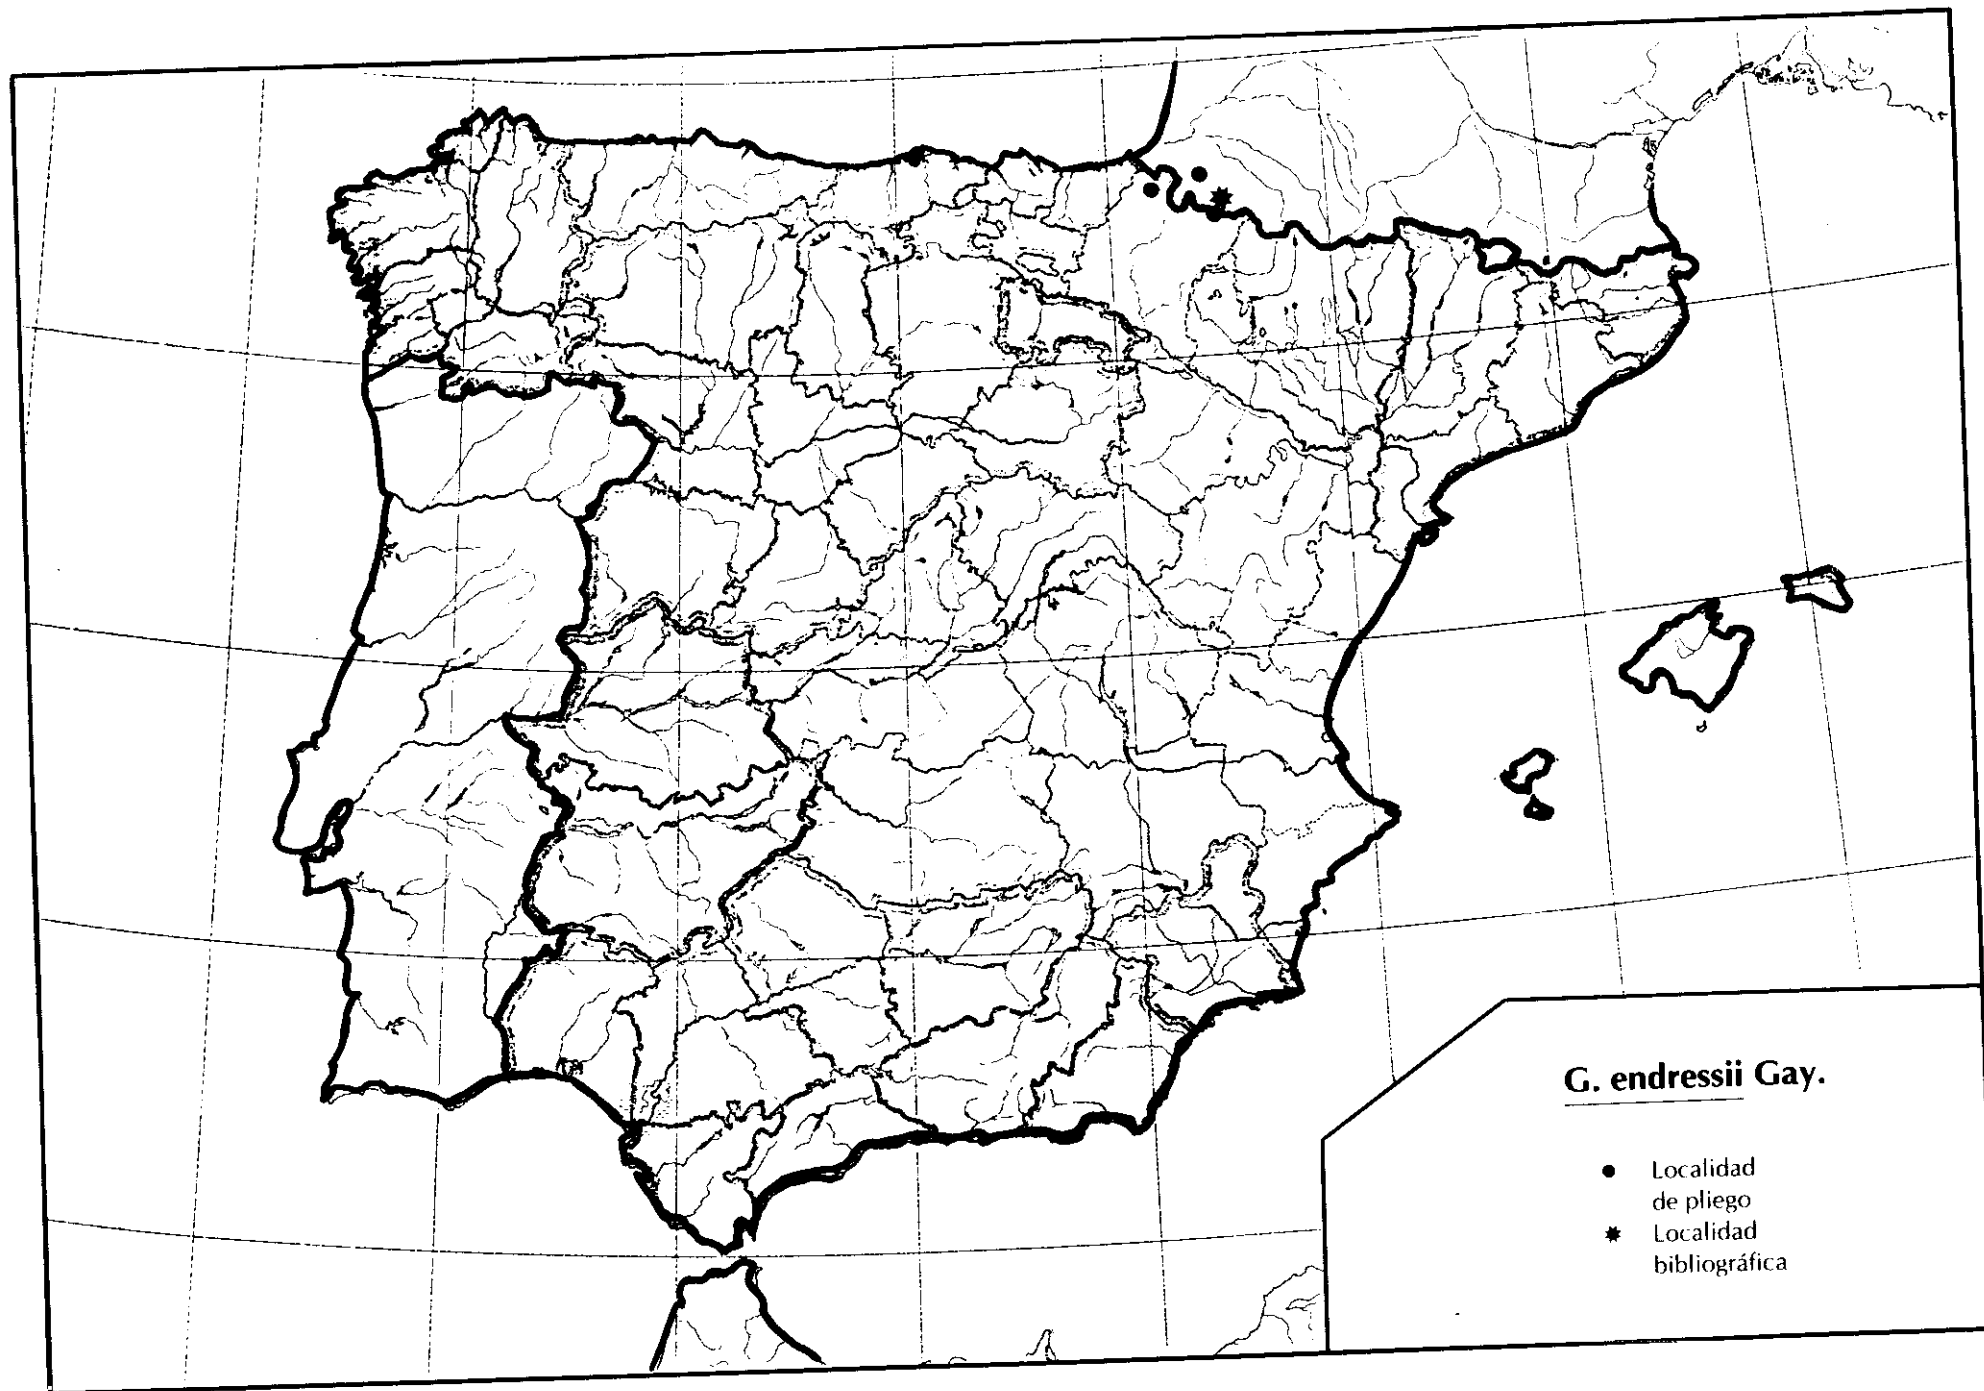 G. endressii Gay.
● Localidad
de pliego
✸ Localidad
bibliográfica